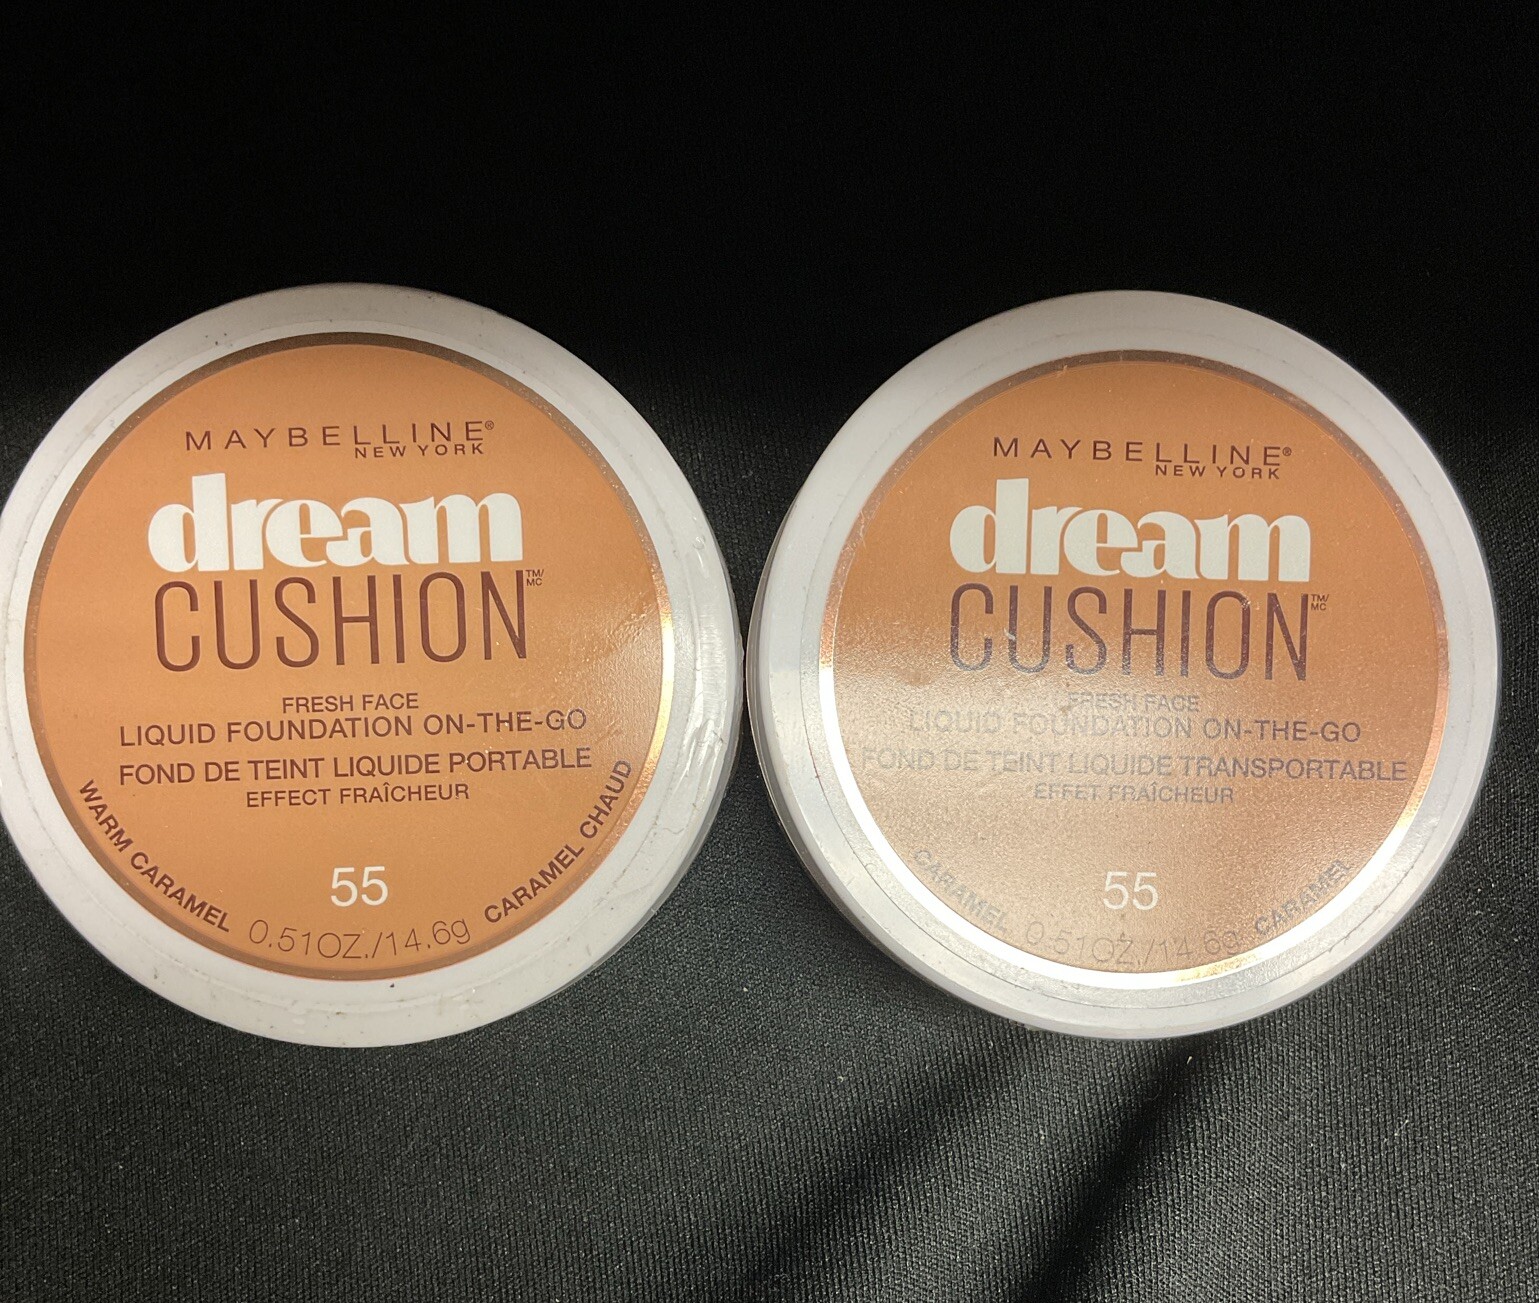 MAYBELLINE®
NEW YORK
dream
CUSHION™/MC
FRESH FACE
LIQUID FOUNDATION ON-THE-GO
FOND DE TEINT LIQUIDE PORTABLE
EFFECT FRAÎCHEUR
WARM CARAMEL
55
CARAMEL CHAUD
0.51OZ./14.6g
MAYBELLINE®
NEW YORK
dream
CUSHION™/MC
FRESH FACE
LIQUID FOUNDATION ON-THE-GO
FOND DE TEINT LIQUIDE TRANSPORTABLE
EFFET FRAÎCHEUR
CARAMEL
55
CARAMEL
0.51OZ./14.6g